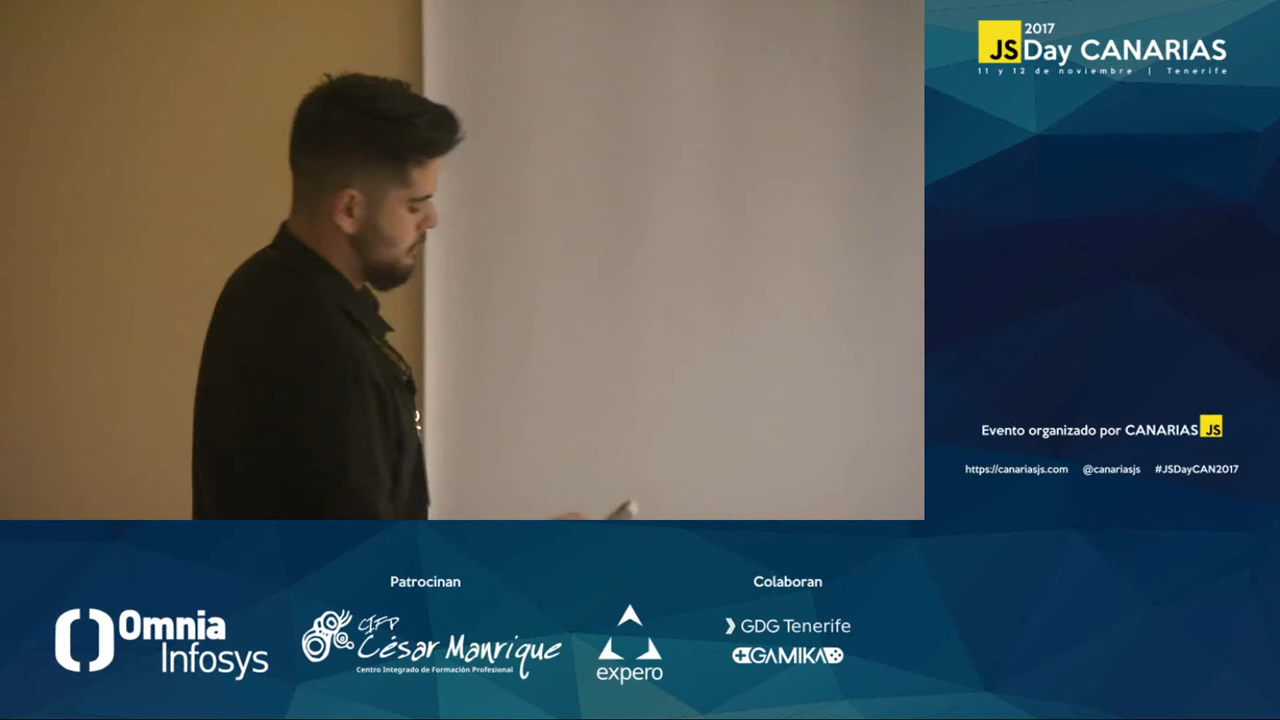 2017
JS Day CANARIAS
11 y 12 de noviembre | Tenerife
Evento organizado por CANARIAS JS
https://canariasjs.com @canariasjs #JSDayCAN2017
Patrocinan
Colaboran
Omnia
Infosys
CIFP
César Manrique
Centro Integrado de Formación Profesional
expero
GDG Tenerife
GAMIKA